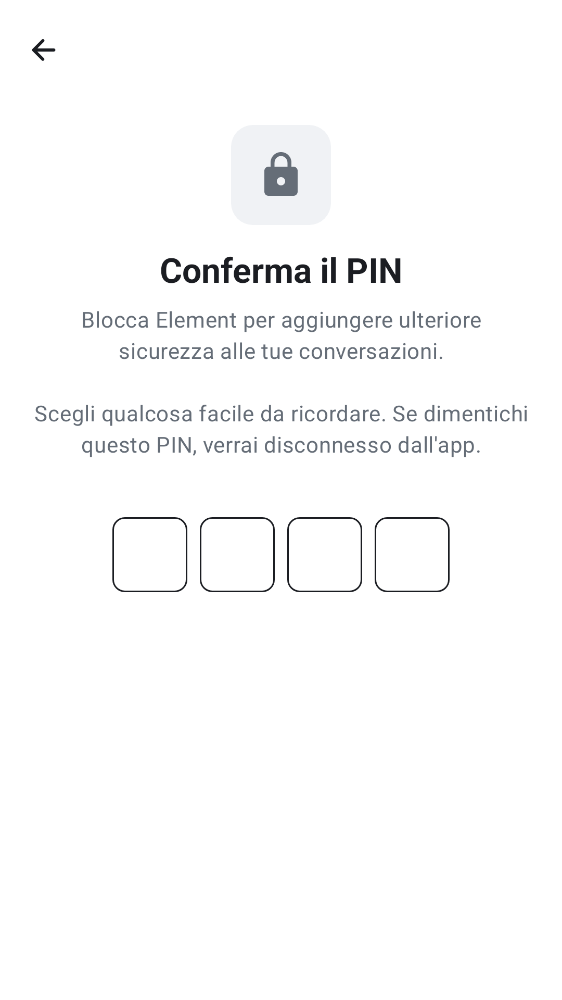 Conferma il PIN
Blocca Element per aggiungere ulteriore
sicurezza alle tue conversazioni.
Scegli qualcosa facile da ricordare. Se dimentichi
questo PIN, verrai disconnesso dall'app.